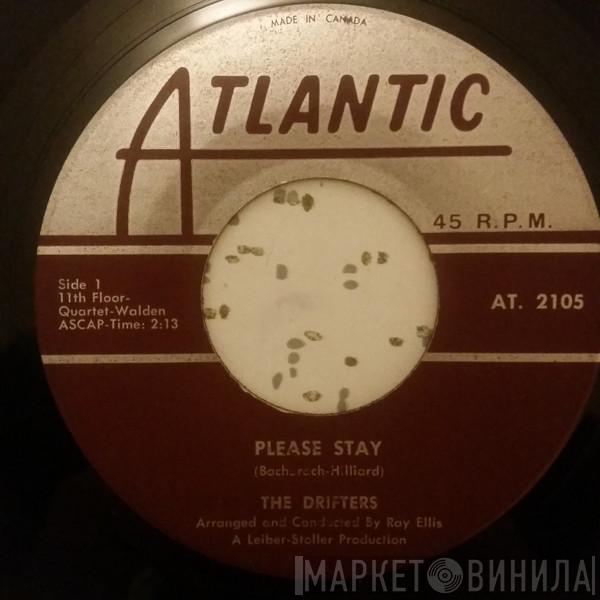 MADE IN CANADA
ATLANTIC
45 R.P.M.
Side 1
11th Floor-
Quartet-Walden
ASCAP-Time: 2:13
AT. 2105
PLEASE STAY
(Bacharach-Hilliard)
THE DRIFTERS
Arranged and Conducted By Ray Ellis
A Leiber-Stoller Production
МАРКЕТ ВИНИЛА